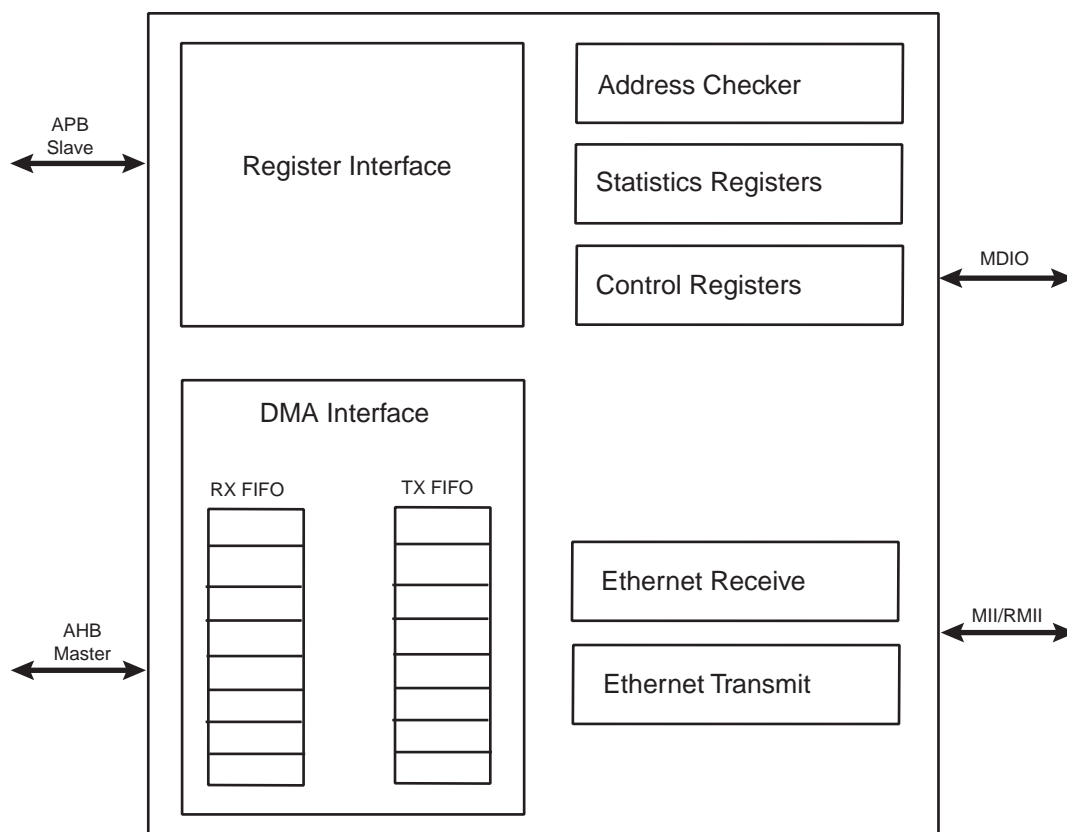 APB
Slave
Register Interface
Address Checker
Statistics Registers
Control Registers
MDIO
DMA Interface
RX FIFO
TX FIFO
Ethernet Receive
Ethernet Transmit
AHB
Master
MII/RMII